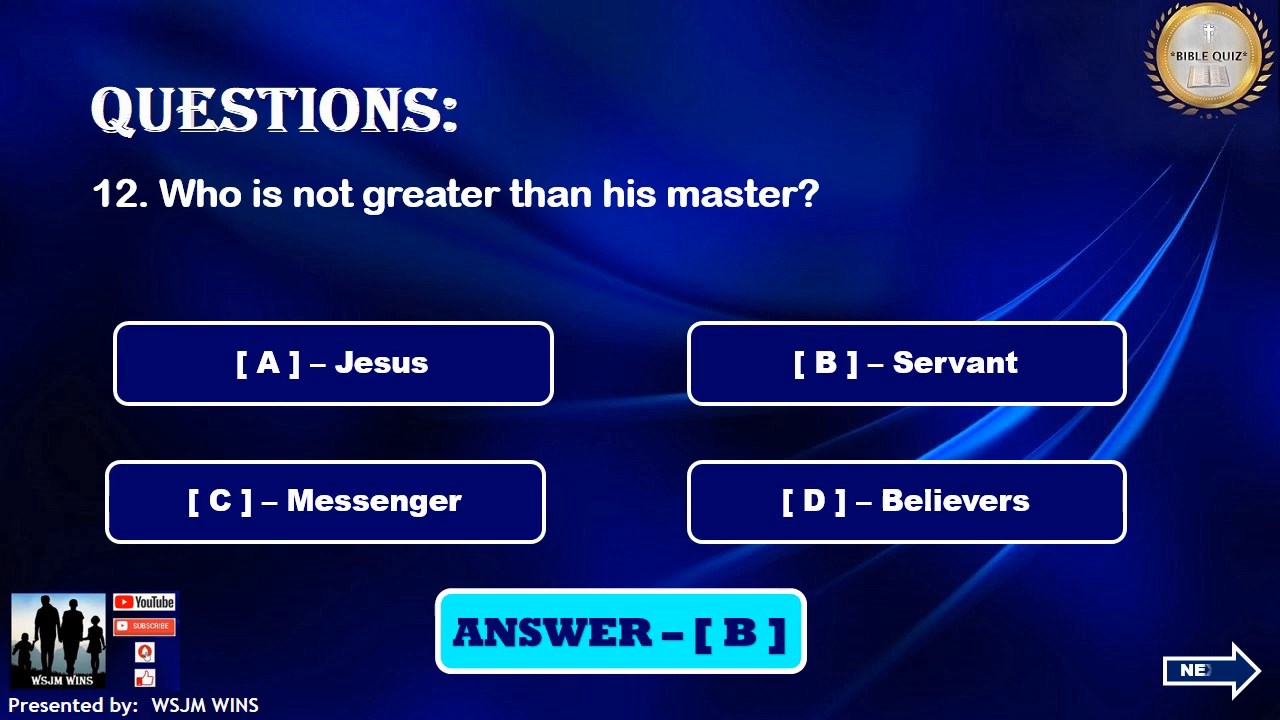 *BIBLE QUIZ*
QUESTIONS:
12. Who is not greater than his master?
[ A ] – Jesus
[ B ] – Servant
[ C ] – Messenger
[ D ] – Believers
ANSWER – [ B ]
YouTube
SUBSCRIBE
WSJM WINS
NE
Presented by: WSJM WINS